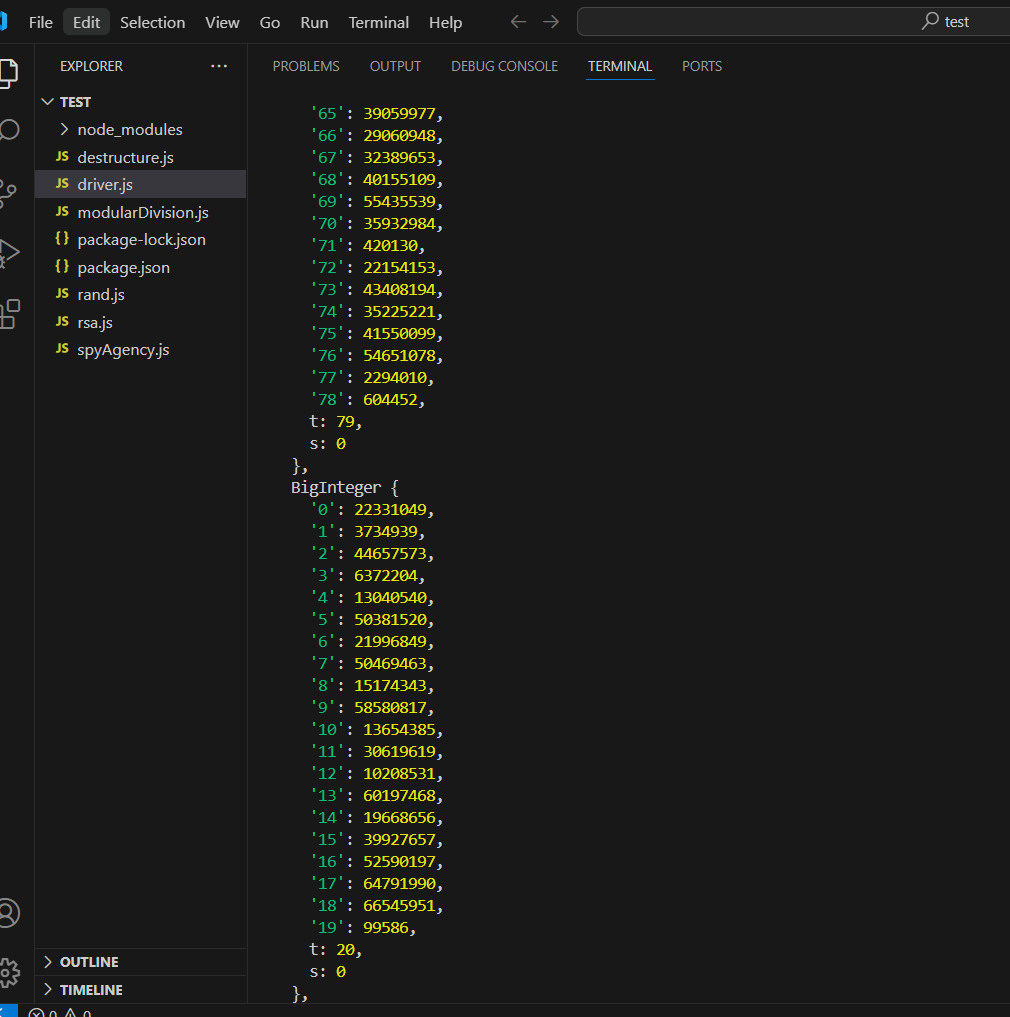 File Edit Selection View Go Run Terminal Help test
EXPLORER ···
PROBLEMS OUTPUT DEBUG CONSOLE TERMINAL PORTS
TEST
node_modules
JS destructure.js
JS driver.js
JS modularDivision.js
{} package-lock.json
{} package.json
JS rand.js
JS rsa.js
JS spyAgency.js
OUTLINE
TIMELINE
'65': 39059977,
'66': 29060948,
'67': 32389653,
'68': 40155109,
'69': 55435539,
'70': 35932984,
'71': 420130,
'72': 22154153,
'73': 43408194,
'74': 35225221,
'75': 41550099,
'76': 54651078,
'77': 2294010,
'78': 604452,
t: 79,
s: 0
},
BigInteger {
'0': 22331049,
'1': 3734939,
'2': 44657573,
'3': 6372204,
'4': 13040540,
'5': 50381520,
'6': 21996849,
'7': 50469463,
'8': 15174343,
'9': 58580817,
'10': 13654385,
'11': 30619619,
'12': 10208531,
'13': 60197468,
'14': 19668656,
'15': 39927657,
'16': 52590197,
'17': 64791990,
'18': 66545951,
'19': 99586,
t: 20,
s: 0
},
0 0